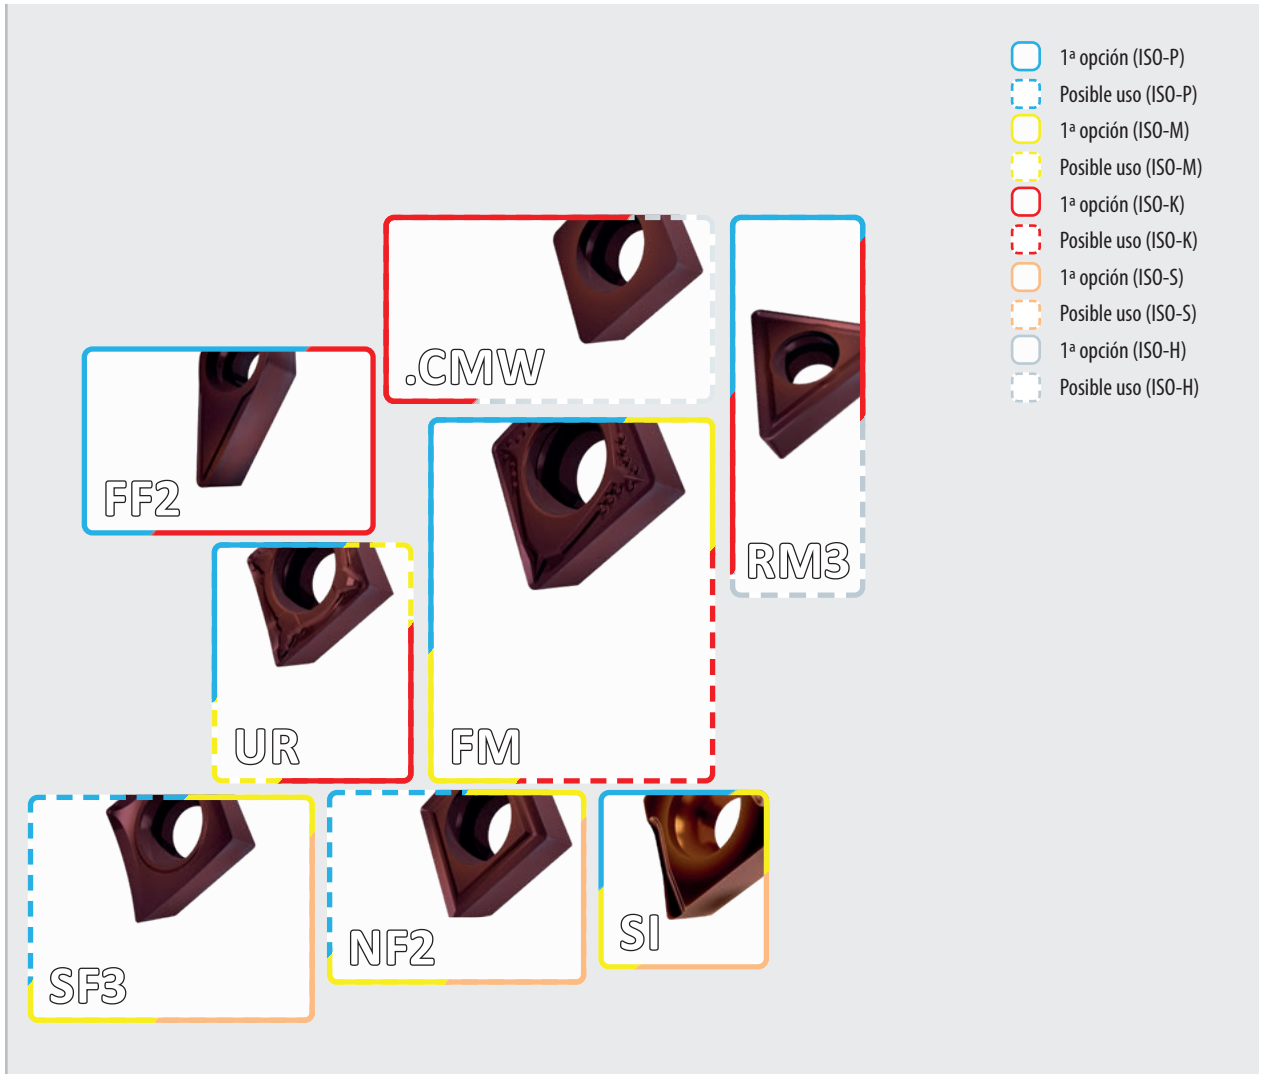 1ª opción (ISO-P)
Posible uso (ISO-P)
1ª opción (ISO-M)
Posible uso (ISO-M)
1ª opción (ISO-K)
Posible uso (ISO-K)
1ª opción (ISO-S)
Posible uso (ISO-S)
1ª opción (ISO-H)
Posible uso (ISO-H)
.CMW
FF2
RM3
UR
FM
SF3
NF2
SI